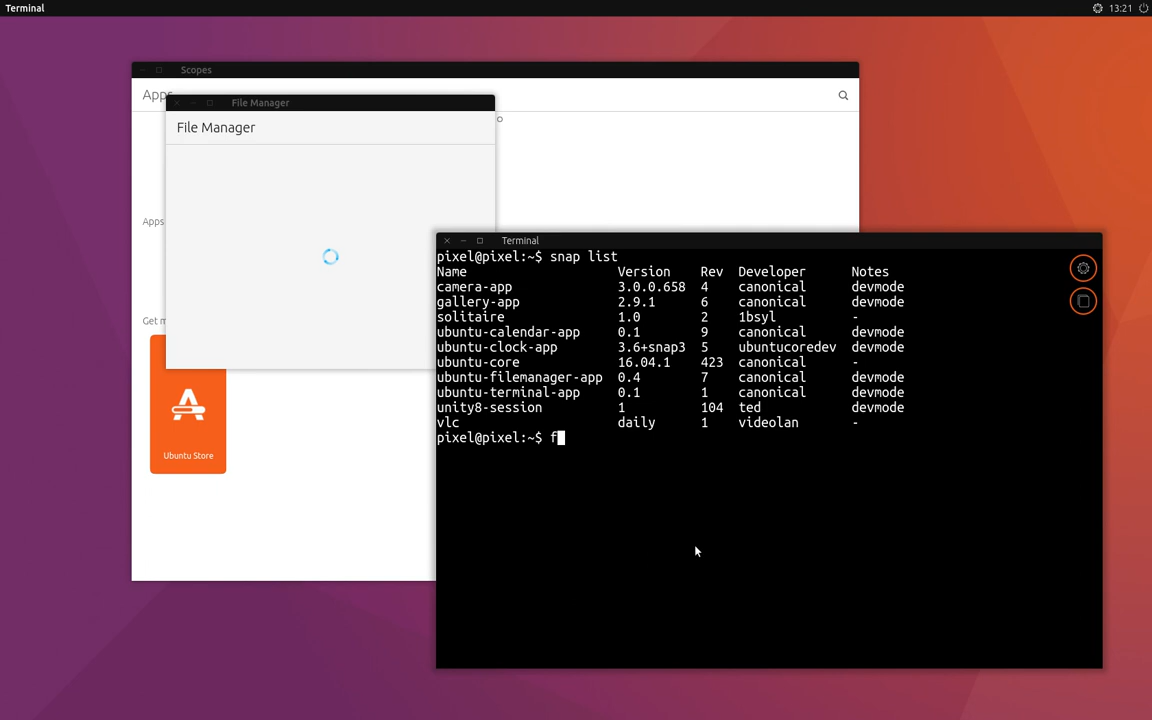 Terminal
13:21
Scopes
Apps
File Manager
File Manager
Apps
Get m
Ubuntu Store
Terminal
pixel@pixel:~$ snap list
Name Version Rev Developer Notes
camera-app 3.0.0.658 4 canonical devmode
gallery-app 2.9.1 6 canonical devmode
solitaire 1.0 2 1bsyl -
ubuntu-calendar-app 0.1 9 canonical devmode
ubuntu-clock-app 3.6+snap3 5 ubuntucoredev devmode
ubuntu-core 16.04.1 423 canonical -
ubuntu-filemanager-app 0.4 7 canonical devmode
ubuntu-terminal-app 0.1 1 canonical devmode
unity8-session 1 104 ted devmode
vlc daily 1 videolan -
pixel@pixel:~$ f